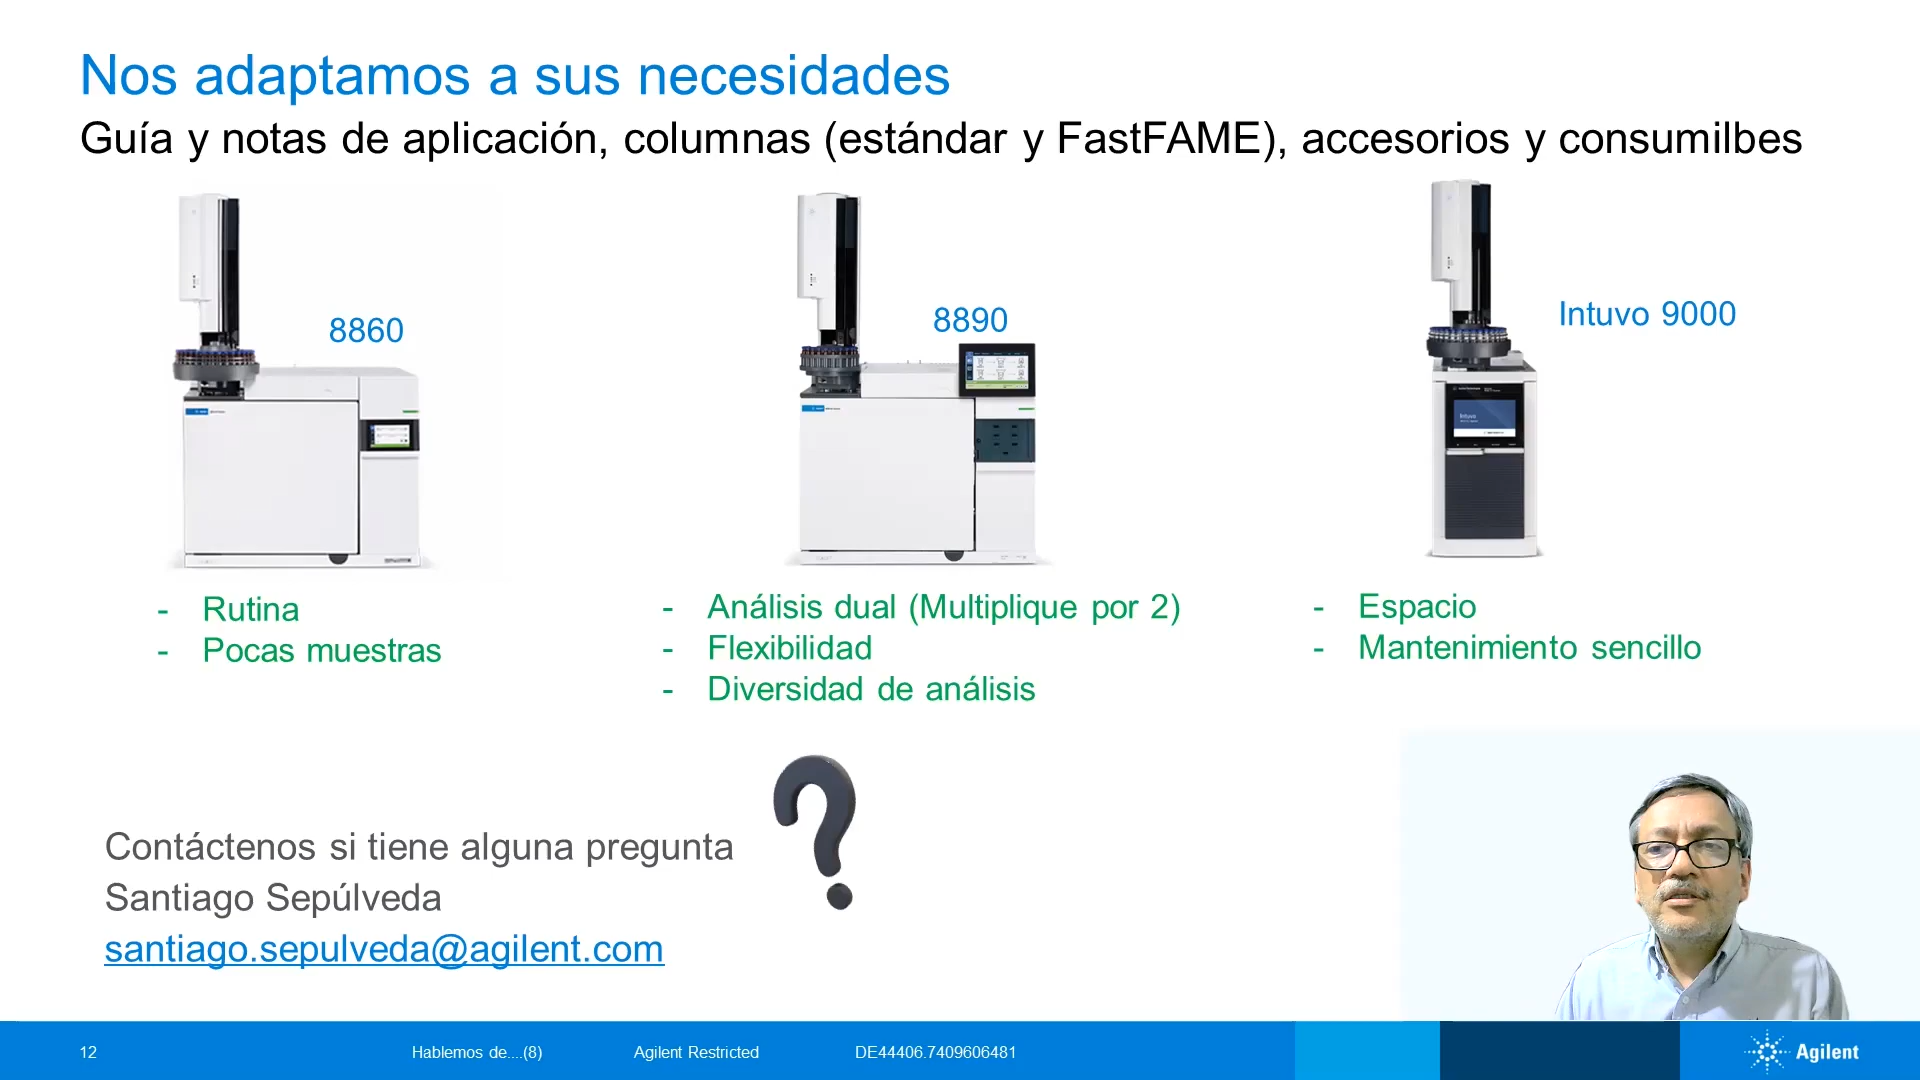 Nos adaptamos a sus necesidades
Guía y notas de aplicación, columnas (estándar y FastFAME), accesorios y consumilbes
8860
8890
Intuvo 9000
Intuvo
- Rutina
- Pocas muestras
- Análisis dual (Multiplique por 2)
- Flexibilidad
- Diversidad de análisis
- Espacio
- Mantenimiento sencillo
Contáctenos si tiene alguna pregunta
Santiago Sepúlveda
santiago.sepulveda@agilent.com
12
Hablemos de....(8)
Agilent Restricted
DE44406.7409606481
Agilent